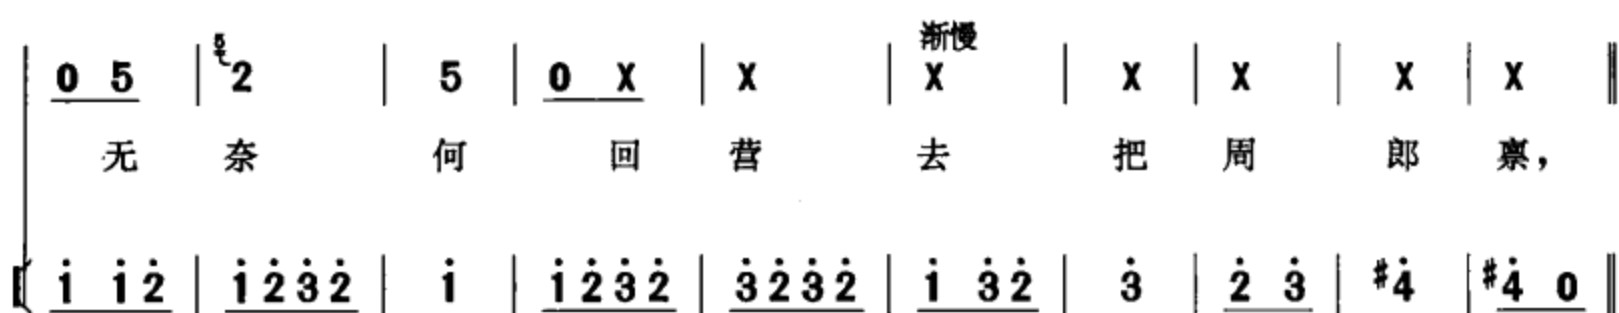 渐慢
5
0 5 | 2 | 5 | 0 X | X | X | X | X | X | X ‖
无 奈 何 回 营 去 把 周 郎 禀，
1̇ 1̇2̇ | 1̇2̇3̇2̇ | 1̇ | 1̇2̇3̇2̇ | 3̇2̇3̇2̇ | 1̇ 3̇2̇ | 3̇ | 2̇ 3̇ | #4̇ | #4̇ 0 ‖